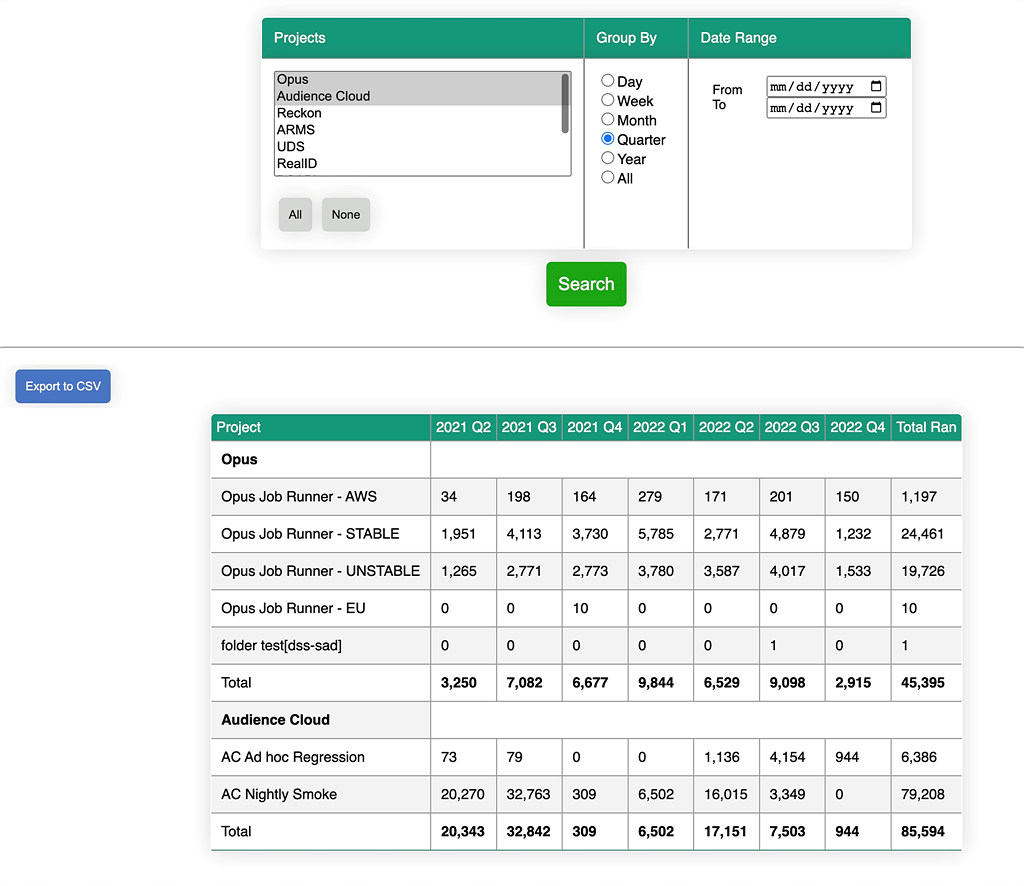 Projects Group By Date Range
Opus
Audience Cloud
Reckon
ARMS
UDS
RealID
All None
Day
Week
Month
Quarter
Year
All
From mm/dd/yyyy
To mm/dd/yyyy
Search
Export to CSV
Project 2021 Q2 2021 Q3 2021 Q4 2022 Q1 2022 Q2 2022 Q3 2022 Q4 Total Ran
Opus
Opus Job Runner - AWS 34 198 164 279 171 201 150 1,197
Opus Job Runner - STABLE 1,951 4,113 3,730 5,785 2,771 4,879 1,232 24,461
Opus Job Runner - UNSTABLE 1,265 2,771 2,773 3,780 3,587 4,017 1,533 19,726
Opus Job Runner - EU 0 0 10 0 0 0 0 10
folder test[dss-sad] 0 0 0 0 0 1 0 1
Total 3,250 7,082 6,677 9,844 6,529 9,098 2,915 45,395
Audience Cloud
AC Ad hoc Regression 73 79 0 0 1,136 4,154 944 6,386
AC Nightly Smoke 20,270 32,763 309 6,502 16,015 3,349 0 79,208
Total 20,343 32,842 309 6,502 17,151 7,503 944 85,594